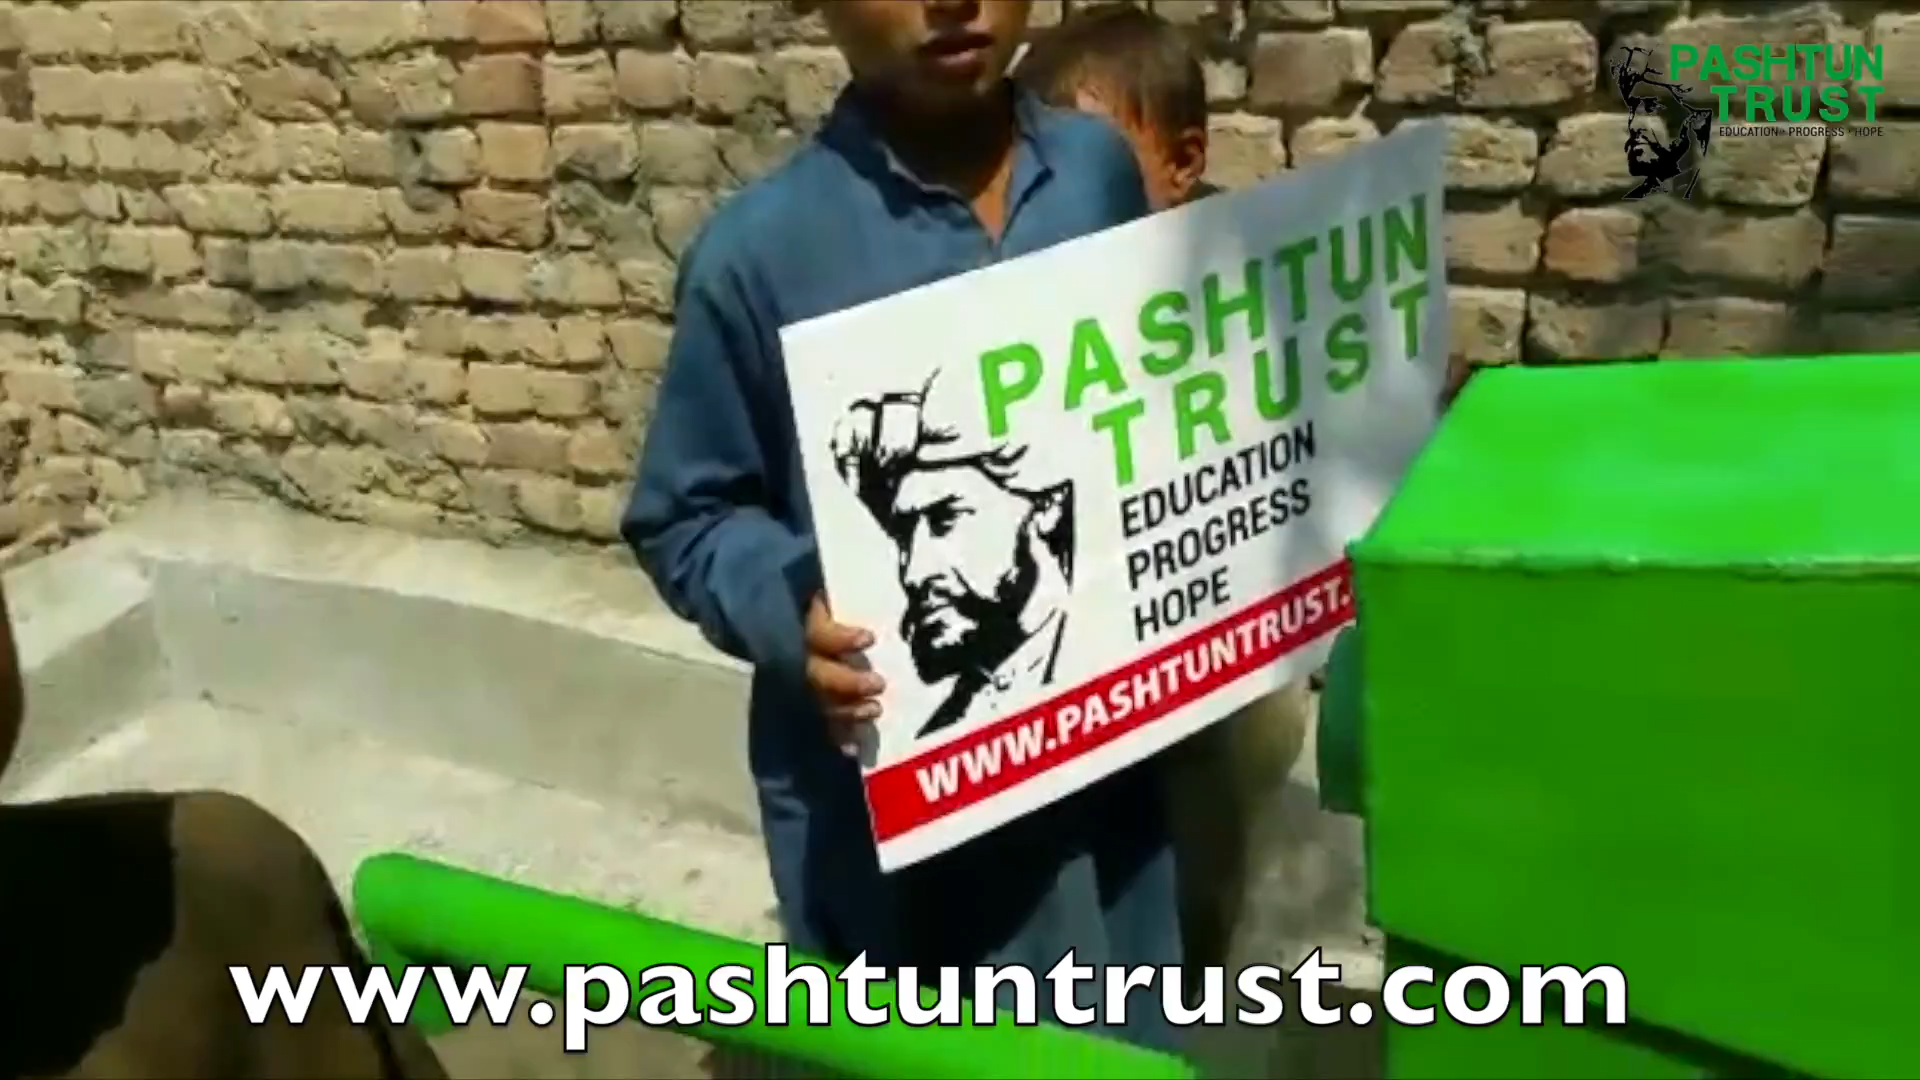 PASHTUN
TRUST
EDUCATION · PROGRESS · HOPE
PASHTUN
TRUST
EDUCATION
PROGRESS
HOPE
WWW.PASHTUNTRUST.
www.pashtuntrust.com